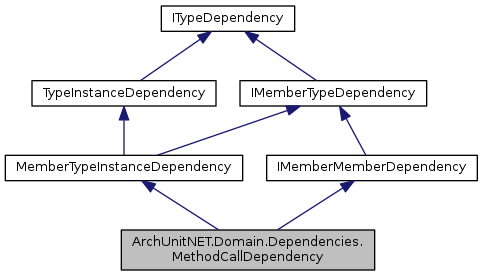 ITypeDependency
TypeInstanceDependency
IMemberTypeDependency
MemberTypeInstanceDependency
IMemberMemberDependency
ArchUnitNET.Domain.Dependencies.
MethodCallDependency